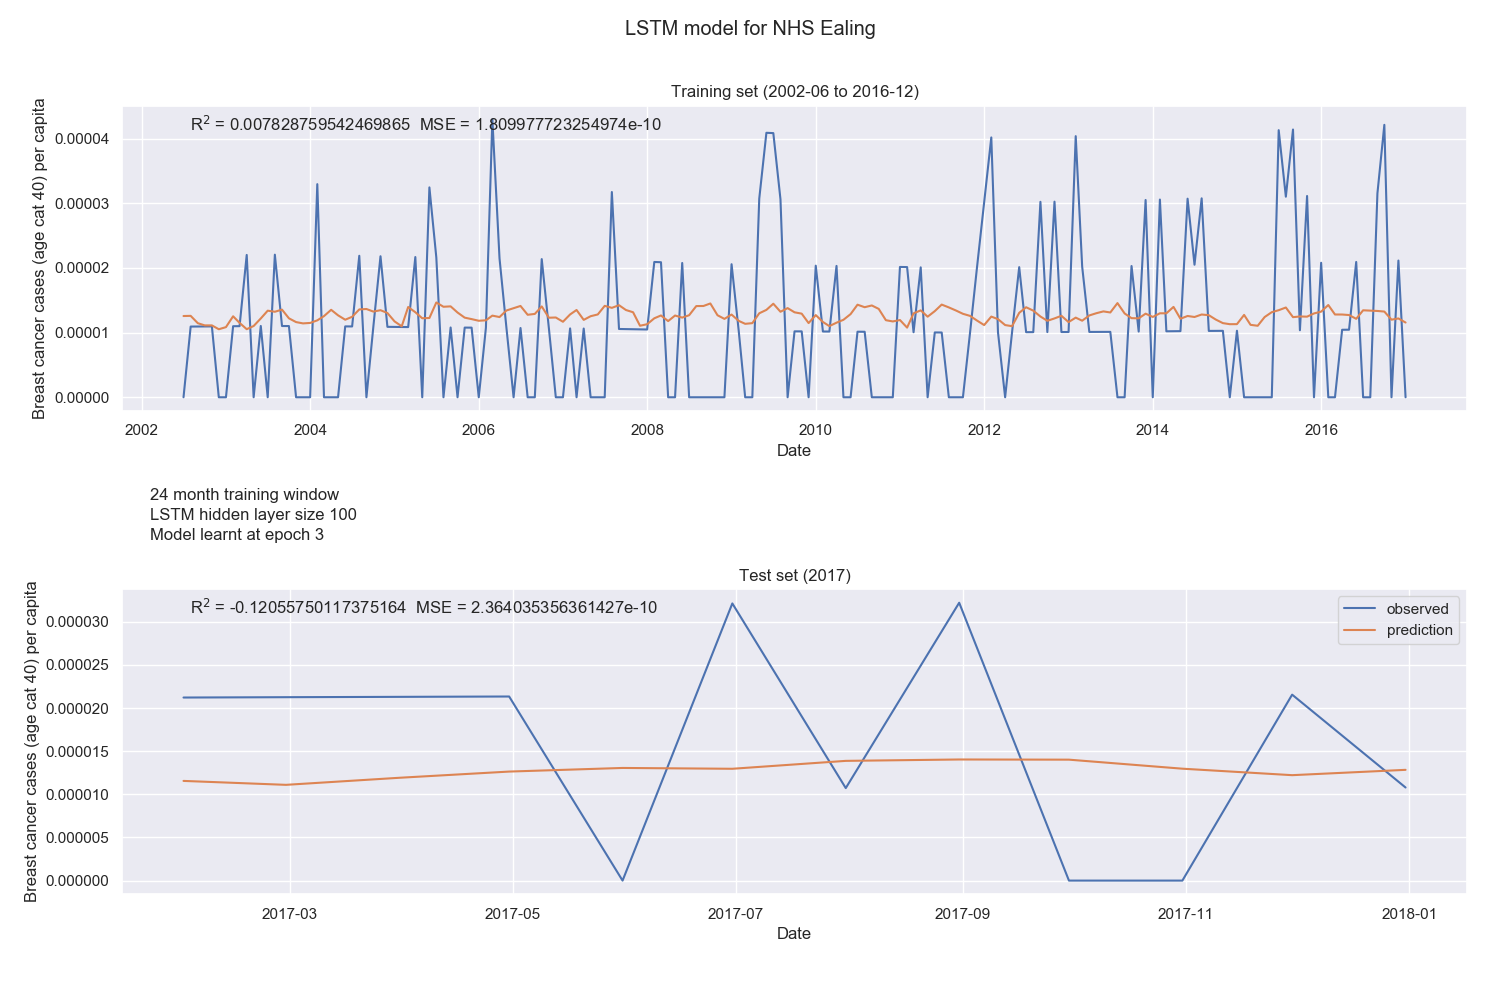 LSTM model for NHS Ealing
Training set (2002-06 to 2016-12)
R² = 0.007828759542469865 MSE = 1.809977723254974e-10
Breast cancer cases (age cat 40) per capita
0.00004
0.00003
0.00002
0.00001
0.00000
2002 2004 2006 2008 2010 2012 2014 2016
Date
24 month training window
LSTM hidden layer size 100
Model learnt at epoch 3
Test set (2017)
R² = -0.12055750117375164 MSE = 2.364035356361427e-10
observed
prediction
Breast cancer cases (age cat 40) per capita
0.000030
0.000025
0.000020
0.000015
0.000010
0.000005
0.000000
2017-03 2017-05 2017-07 2017-09 2017-11 2018-01
Date